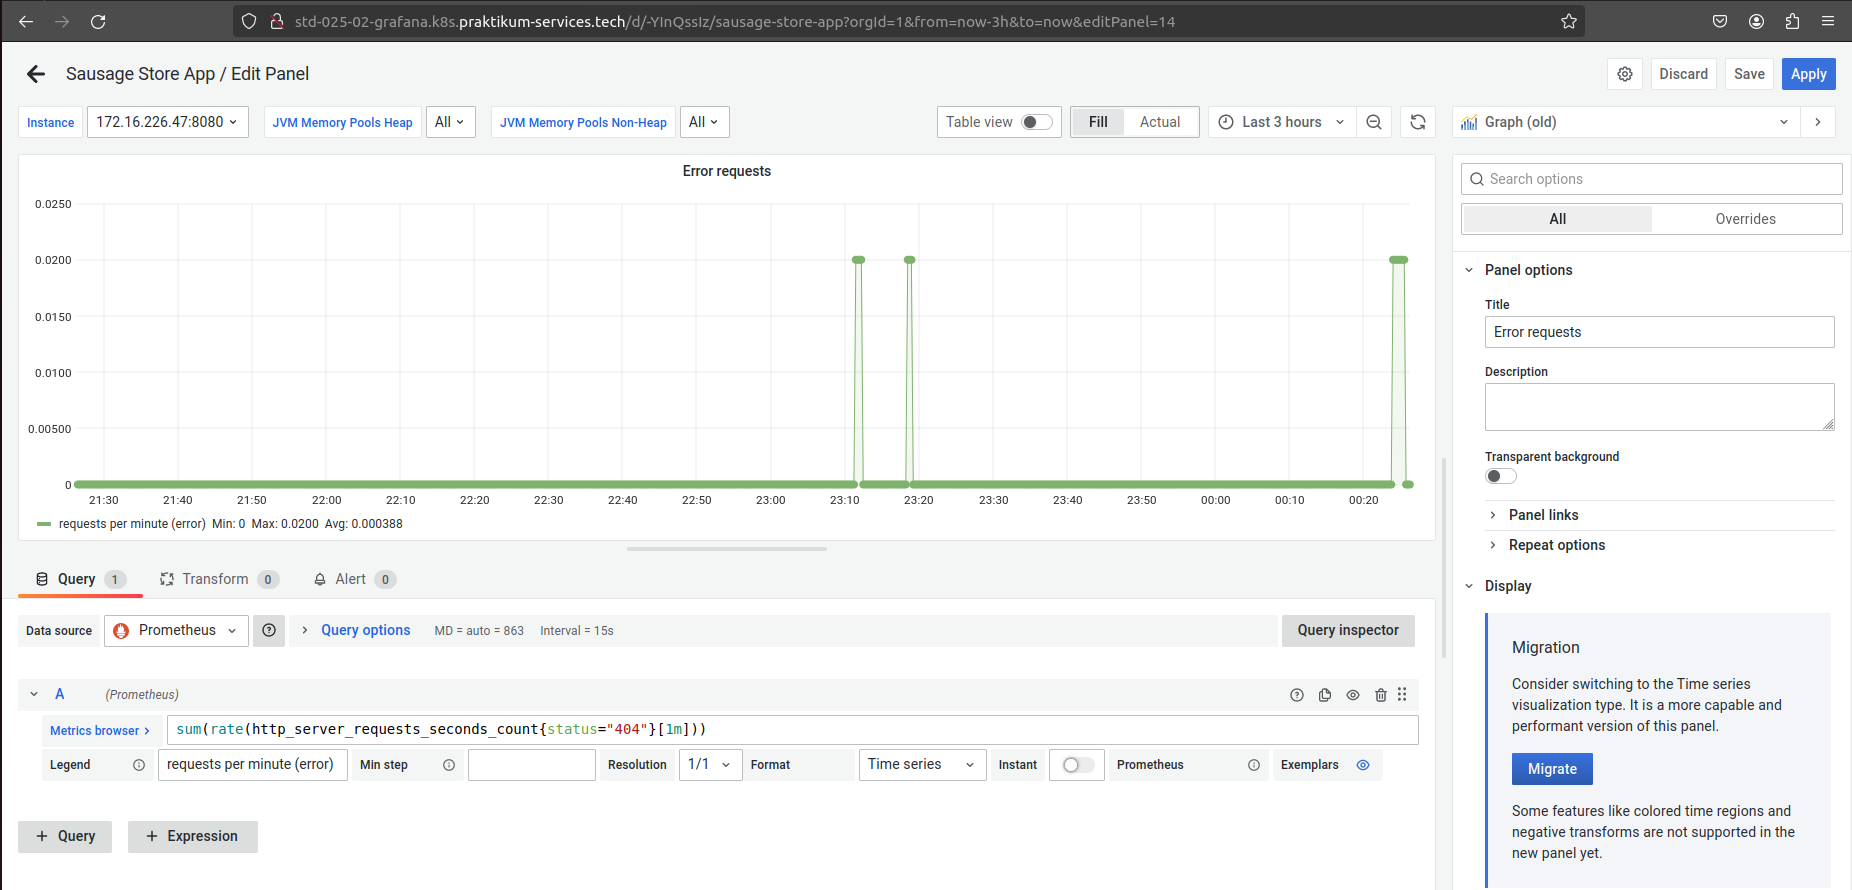 std-025-02-grafana.k8s.praktikum-services.tech/d/-YInQssIz/sausage-store-app?orgId=1&from=now-3h&to=now&editPanel=14
Sausage Store App / Edit Panel
Discard
Save
Apply
Instance
172.16.226.47:8080
JVM Memory Pools Heap
All
JVM Memory Pools Non-Heap
All
Table view
Fill
Actual
Last 3 hours
Graph (old)
Error requests
0.0250
0.0200
0.0150
0.0100
0.00500
0
21:30 21:40 21:50 22:00 22:10 22:20 22:30 22:40 22:50 23:00 23:10 23:20 23:30 23:40 23:50 00:00 00:10 00:20
requests per minute (error) Min: 0 Max: 0.0200 Avg: 0.000388
Query 1
Transform 0
Alert 0
Data source
Prometheus
Query options
MD = auto = 863
Interval = 15s
Query inspector
A
(Prometheus)
Metrics browser
sum(rate(http_server_requests_seconds_count{status="404"}[1m]))
Legend
requests per minute (error)
Min step
Resolution
1/1
Format
Time series
Instant
Prometheus
Exemplars
+ Query
+ Expression
Search options
All
Overrides
Panel options
Title
Error requests
Description
Transparent background
Panel links
Repeat options
Display
Migration
Consider switching to the Time series
visualization type. It is a more capable and
performant version of this panel.
Migrate
Some features like colored time regions and
negative transforms are not supported in the
new panel yet.